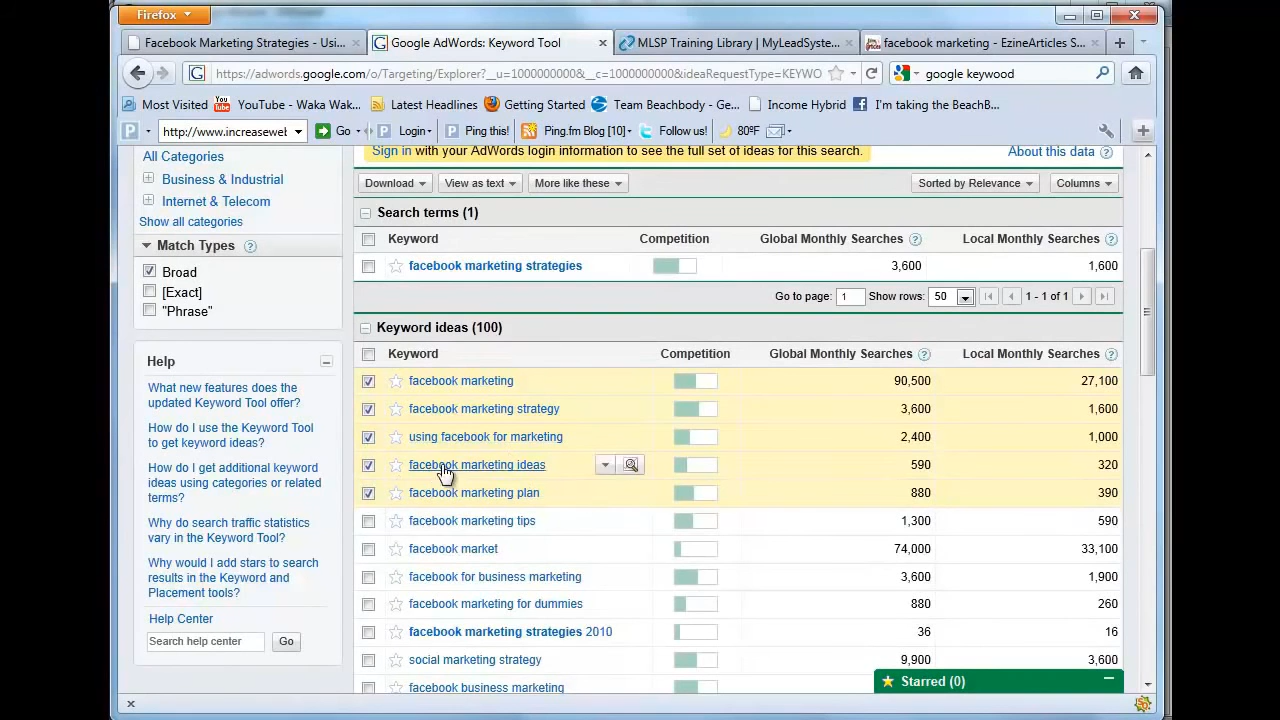 Firefox
Facebook Marketing Strategies - Usi...
Google AdWords: Keyword Tool
MLSP Training Library | MyLeadSyste...
facebook marketing - EzineArticles S...
https://adwords.google.com/o/Targeting/Explorer?__u=1000000000&__c=1000000000&ideaRequestType=KEYWO
google keywood
Most Visited
YouTube - Waka Wak...
Latest Headlines
Getting Started
Team Beachbody - Ge...
Income Hybrid
I'm taking the BeachB...
http://www.increasewebt
Go
Login
Ping this!
Ping.fm Blog [10]
Follow us!
80ºF
All Categories
Business & Industrial
Internet & Telecom
Show all categories
Match Types
Broad
[Exact]
"Phrase"
Help
What new features does the
updated Keyword Tool offer?
How do I use the Keyword Tool
to get keyword ideas?
How do I get additional keyword
ideas using categories or related
terms?
Why do search traffic statistics
vary in the Keyword Tool?
Why would I add stars to search
results in the Keyword and
Placement tools?
Help Center
Search help center
Go
Sign in with your AdWords login information to see the full set of ideas for this search.
About this data
Download
View as text
More like these
Sorted by Relevance
Columns
Search terms (1)
Keyword Competition Global Monthly Searches Local Monthly Searches
facebook marketing strategies 3,600 1,600
Go to page: 1 Show rows: 50 1 - 1 of 1
Keyword ideas (100)
Keyword Competition Global Monthly Searches Local Monthly Searches
facebook marketing 90,500 27,100
facebook marketing strategy 3,600 1,600
using facebook for marketing 2,400 1,000
facebook marketing ideas 590 320
facebook marketing plan 880 390
facebook marketing tips 1,300 590
facebook market 74,000 33,100
facebook for business marketing 3,600 1,900
facebook marketing for dummies 880 260
facebook marketing strategies 2010 36 16
social marketing strategy 9,900 3,600
facebook business marketing
Starred (0)